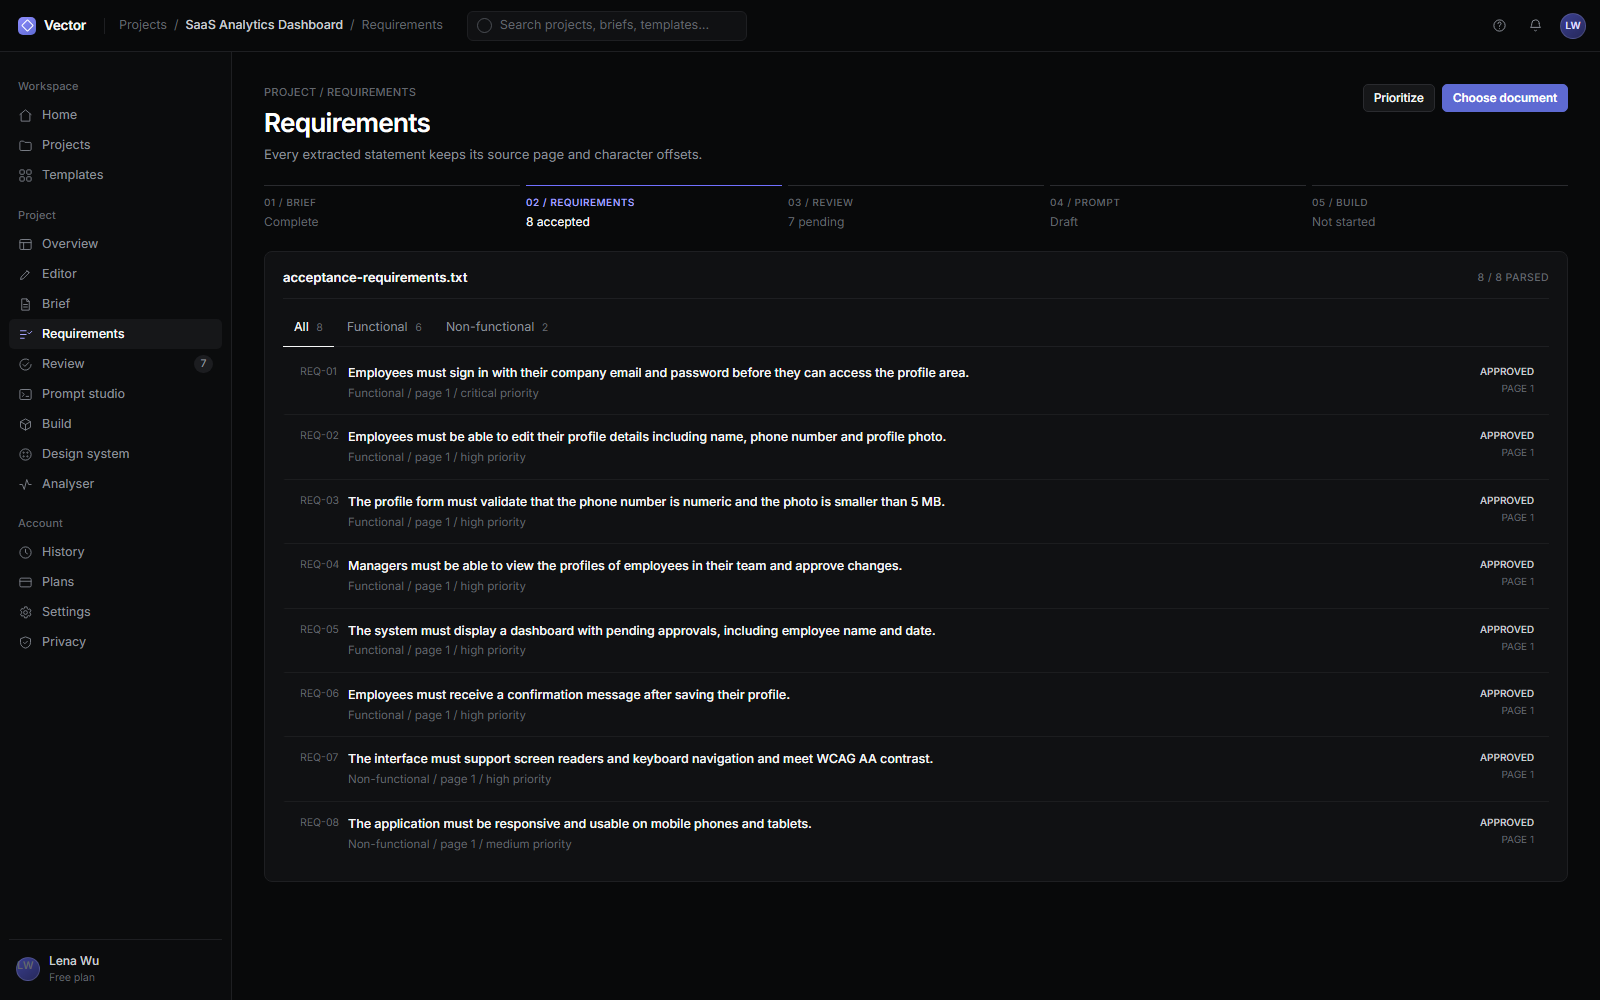 Vector
Projects / SaaS Analytics Dashboard / Requirements
Search projects, briefs, templates...
LW
Workspace
Home
Projects
Templates
Project
Overview
Editor
Brief
Requirements
Review 7
Prompt studio
Build
Design system
Analyser
Account
History
Plans
Settings
Privacy
LW
Lena Wu
Free plan
PROJECT / REQUIREMENTS
Requirements
Every extracted statement keeps its source page and character offsets.
Prioritize
Choose document
01 / BRIEF
Complete
02 / REQUIREMENTS
8 accepted
03 / REVIEW
7 pending
04 / PROMPT
Draft
05 / BUILD
Not started
acceptance-requirements.txt
8 / 8 PARSED
All 8
Functional 6
Non-functional 2
REQ-01 Employees must sign in with their company email and password before they can access the profile area. APPROVED
Functional / page 1 / critical priority PAGE 1
REQ-02 Employees must be able to edit their profile details including name, phone number and profile photo. APPROVED
Functional / page 1 / high priority PAGE 1
REQ-03 The profile form must validate that the phone number is numeric and the photo is smaller than 5 MB. APPROVED
Functional / page 1 / high priority PAGE 1
REQ-04 Managers must be able to view the profiles of employees in their team and approve changes. APPROVED
Functional / page 1 / high priority PAGE 1
REQ-05 The system must display a dashboard with pending approvals, including employee name and date. APPROVED
Functional / page 1 / high priority PAGE 1
REQ-06 Employees must receive a confirmation message after saving their profile. APPROVED
Functional / page 1 / high priority PAGE 1
REQ-07 The interface must support screen readers and keyboard navigation and meet WCAG AA contrast. APPROVED
Non-functional / page 1 / high priority PAGE 1
REQ-08 The application must be responsive and usable on mobile phones and tablets. APPROVED
Non-functional / page 1 / medium priority PAGE 1